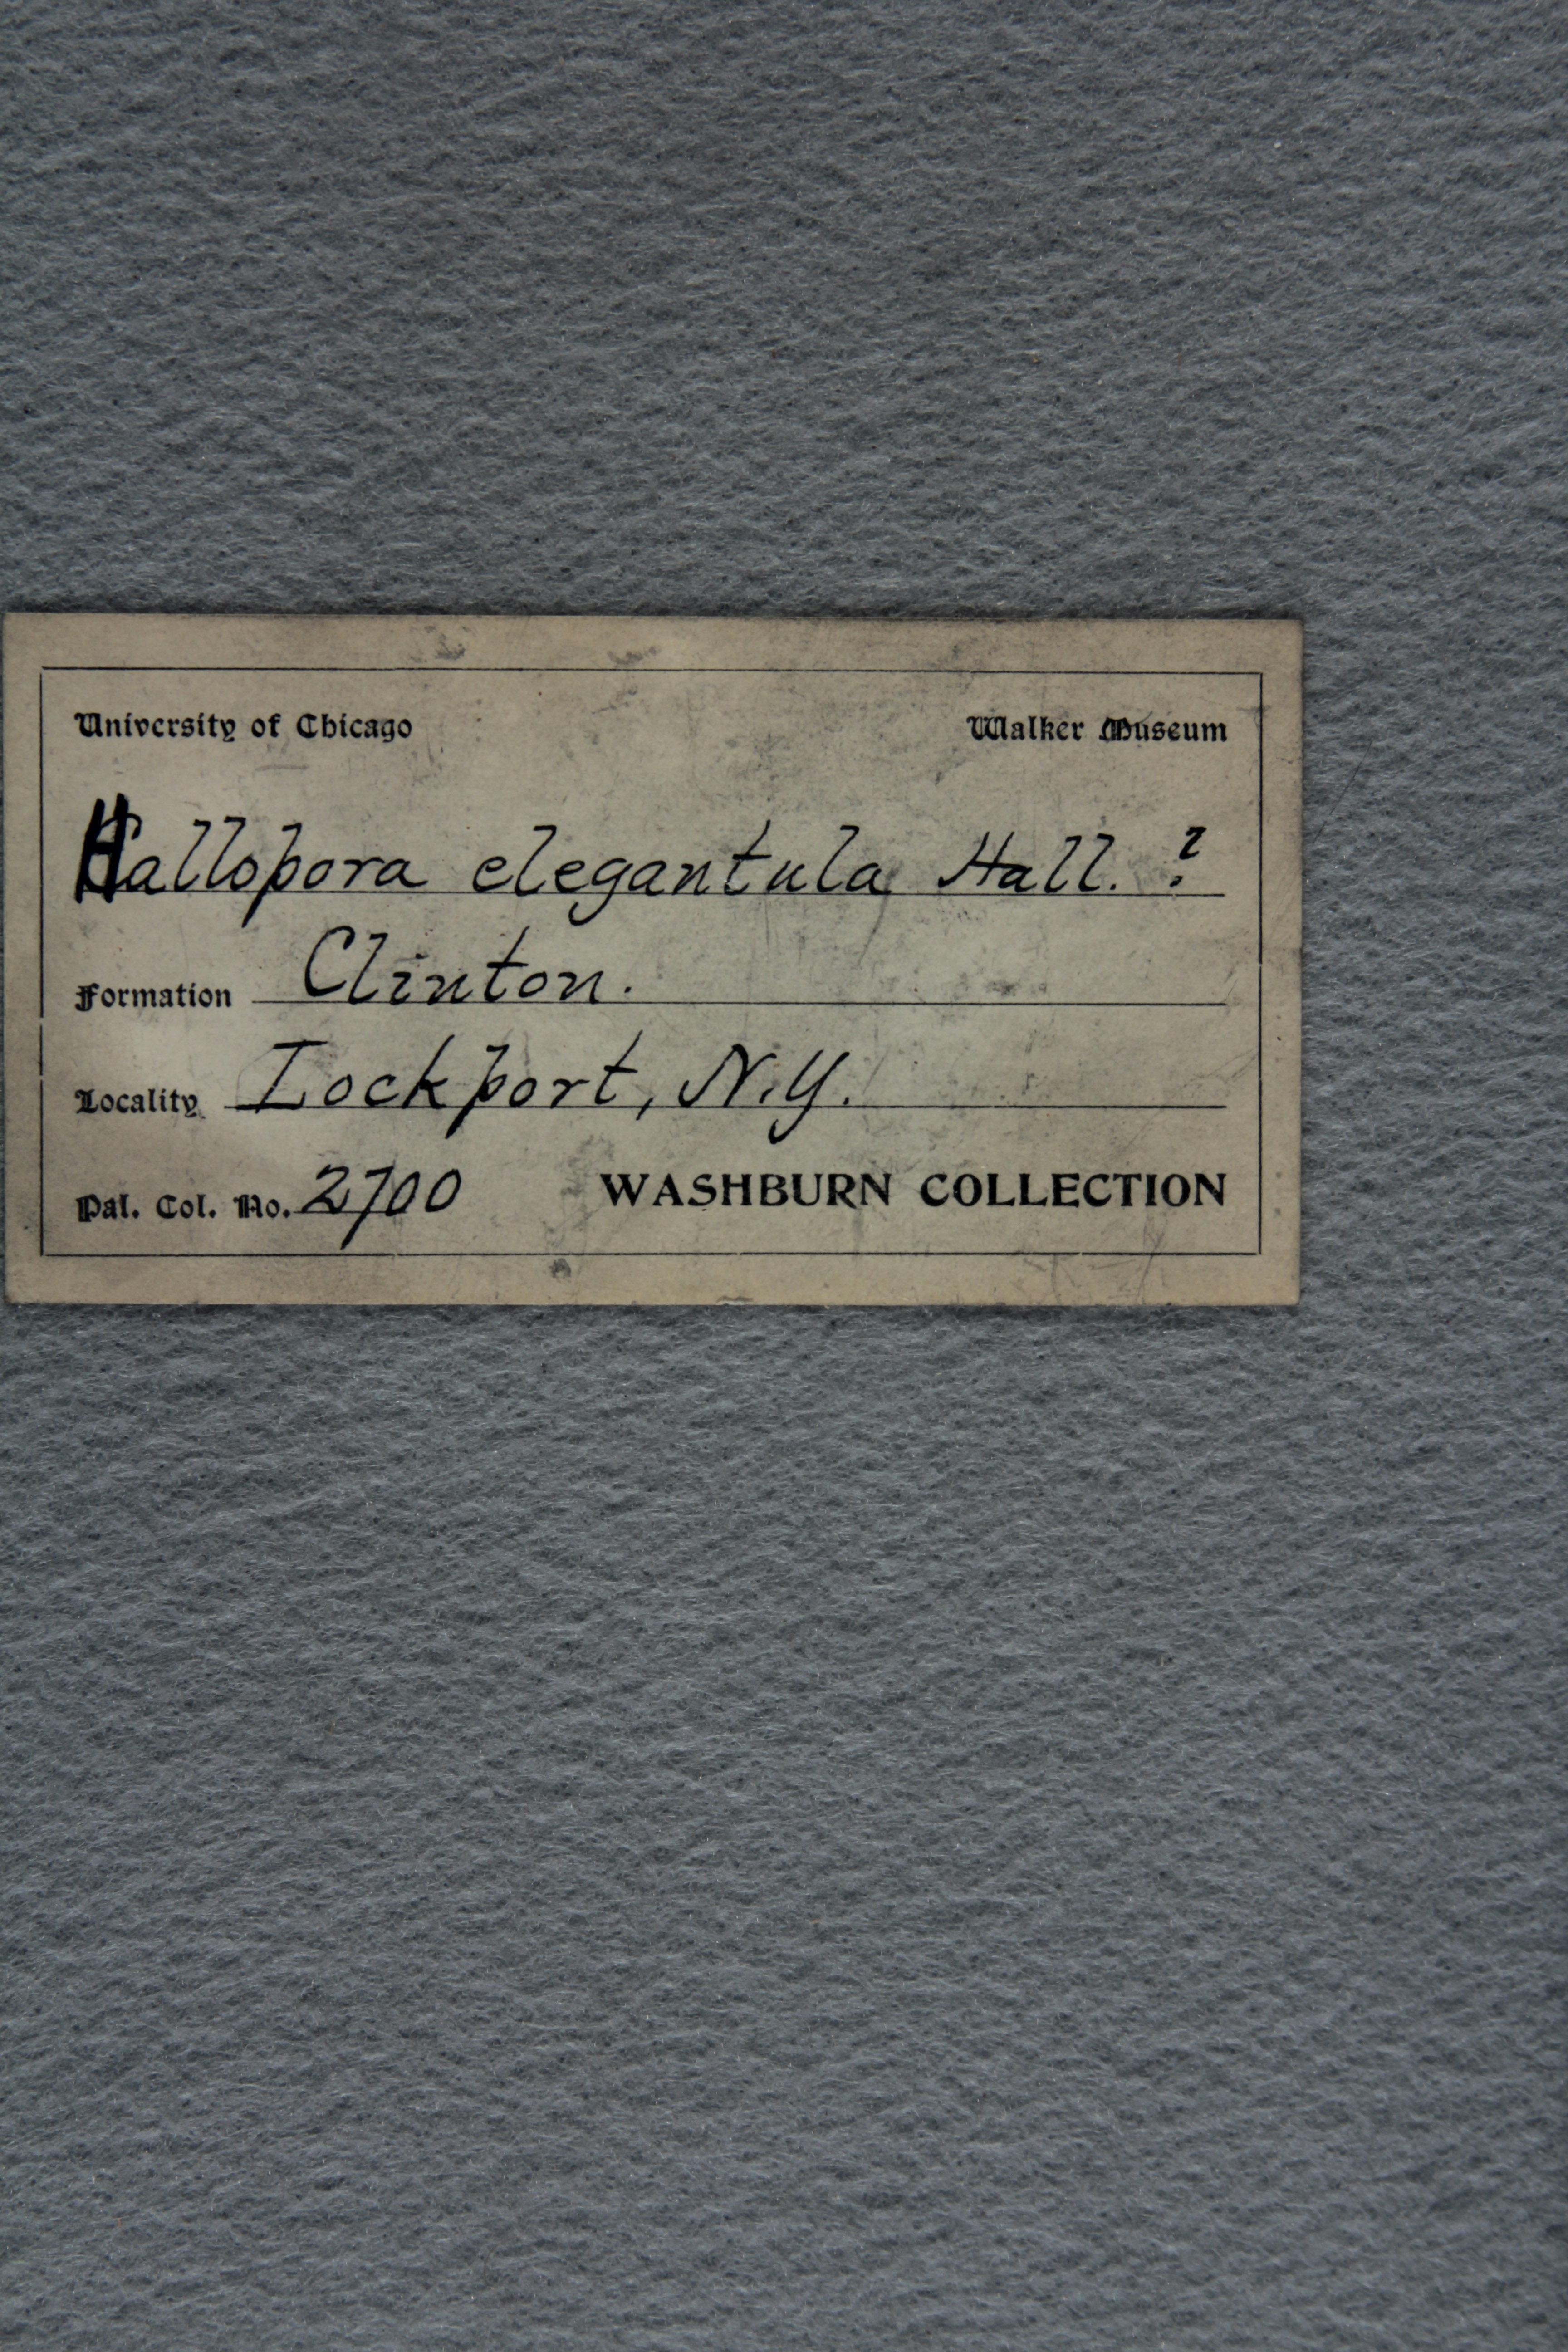 University of Chicago Walker Museum
Hallopora elegantula Hall. ?
Formation Clinton.
Locality Lockport, N.Y.
Pal. Col. No. 2700 WASHBURN COLLECTION